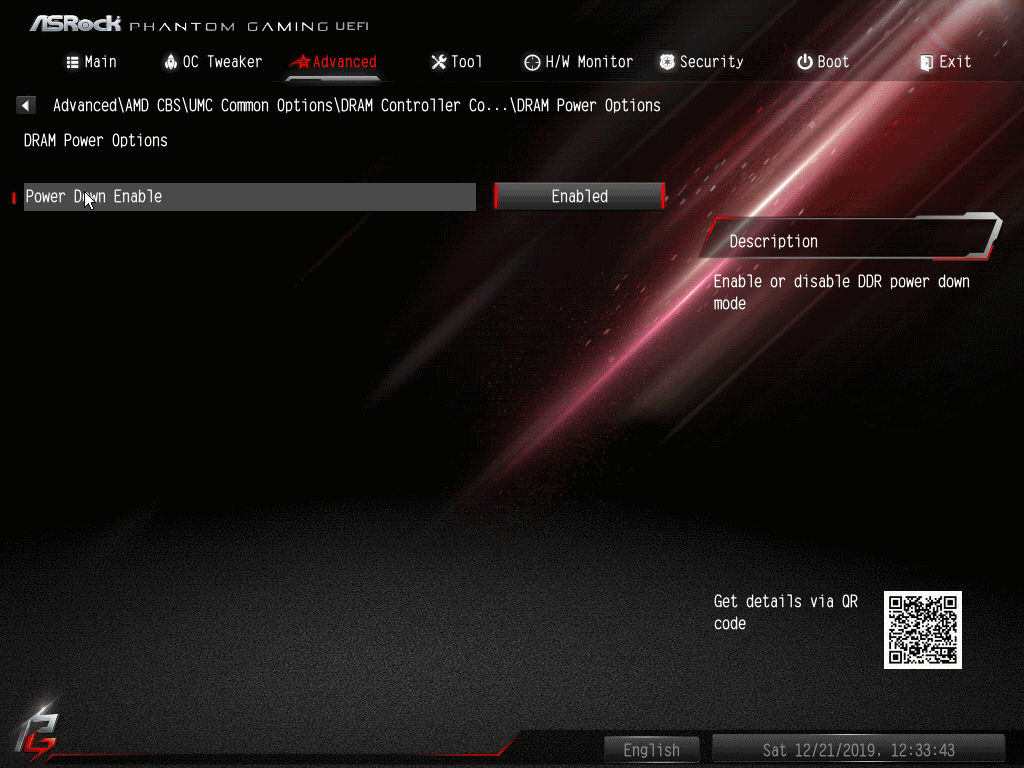 ASRock PHANTOM GAMING UEFI
Main OC Tweaker Advanced Tool H/W Monitor Security Boot Exit
Advanced\AMD CBS\UMC Common Options\DRAM Controller Co...\DRAM Power Options
DRAM Power Options
Power Down Enable Enabled
Description
Enable or disable DDR power down
mode
Get details via QR
code
English Sat 12/21/2019, 12:33:43